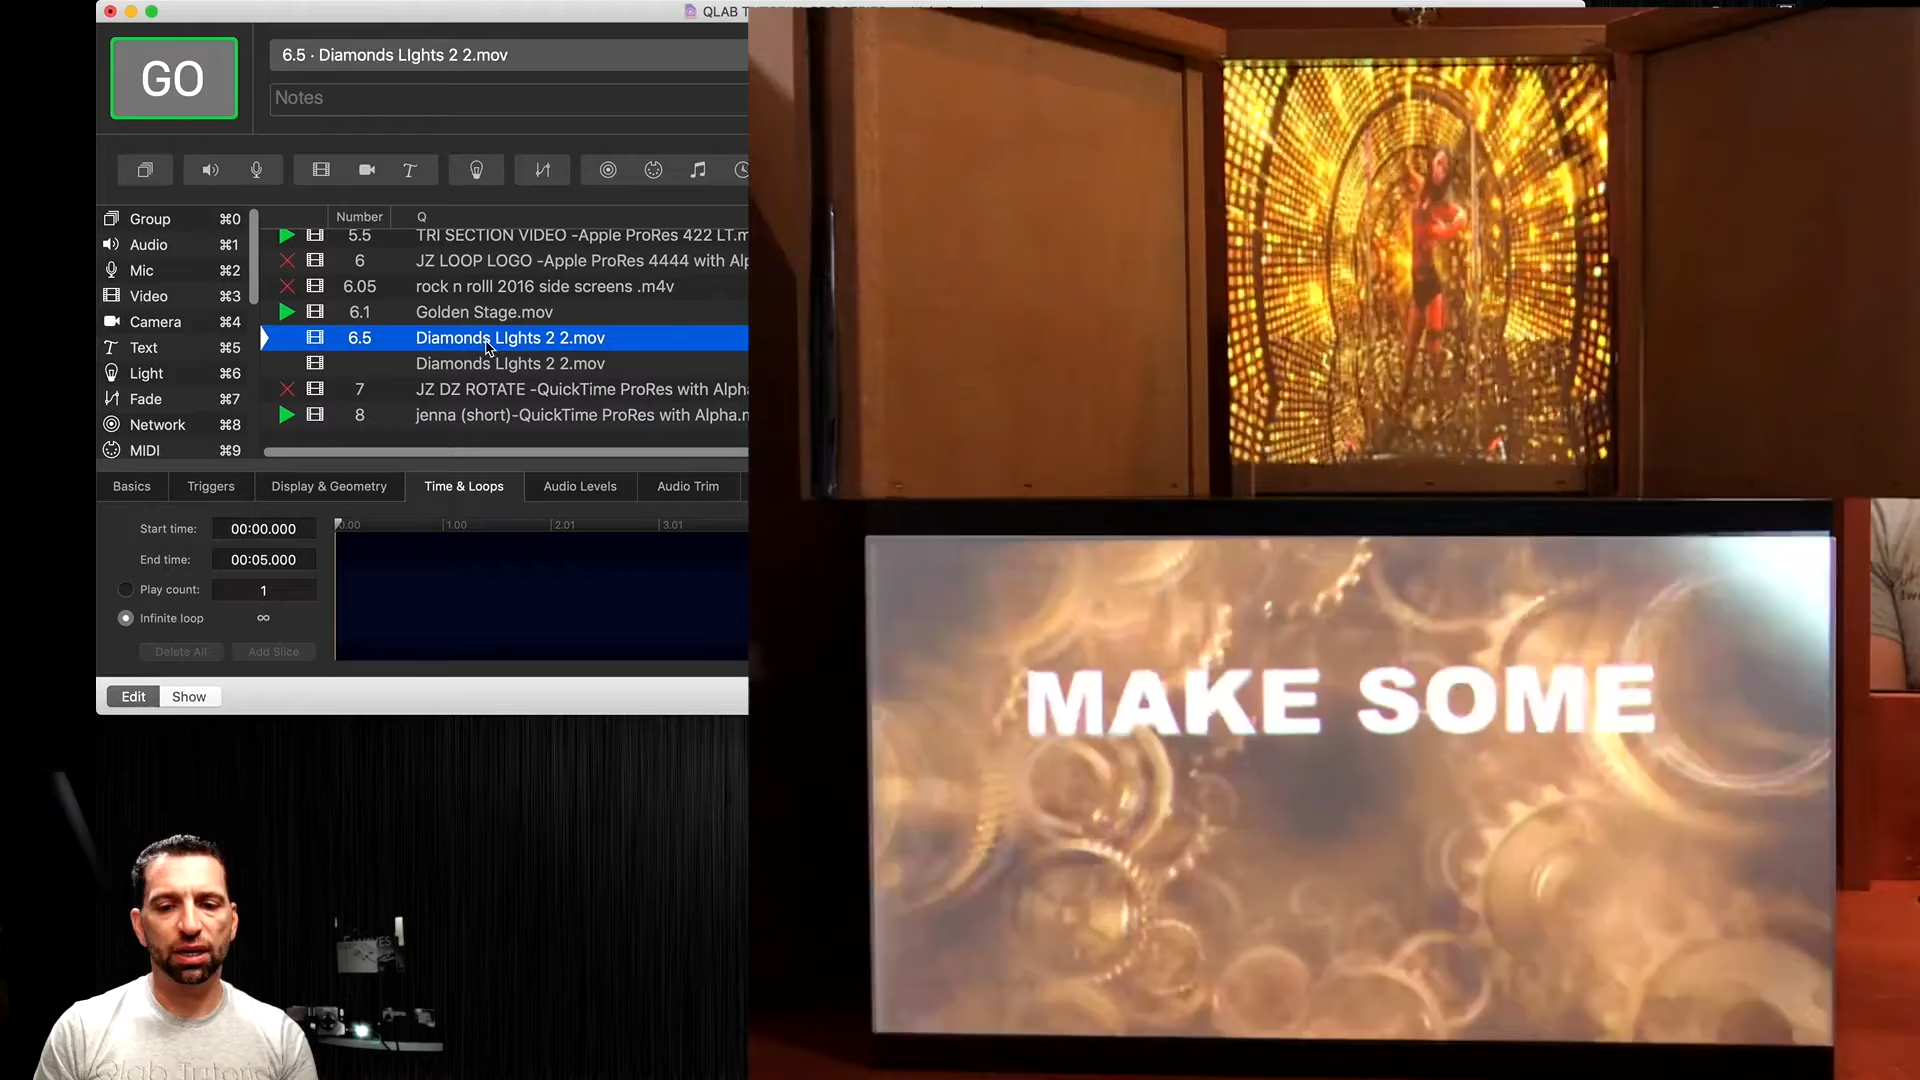 QLAB T
GO
6.5 · Diamonds LIghts 2 2.mov
Notes
Number
Q
Group ⌘0
Audio ⌘1
Mic ⌘2
Video ⌘3
Camera ⌘4
Text ⌘5
Light ⌘6
Fade ⌘7
Network ⌘8
MIDI ⌘9
5.5 TRI SECTION VIDEO -Apple ProRes 422 LT.m
6 JZ LOOP LOGO -Apple ProRes 4444 with Alp
6.05 rock n rolll 2016 side screens .m4v
6.1 Golden Stage.mov
6.5 Diamonds LIghts 2 2.mov
Diamonds LIghts 2 2.mov
7 JZ DZ ROTATE -QuickTime ProRes with Alpha
8 jenna (short)-QuickTime ProRes with Alpha.m
Basics Triggers Display & Geometry Time & Loops Audio Levels Audio Trim
Start time: 00:00.000
End time: 00:05.000
Play count: 1
Infinite loop ∞
Delete All Add Slice
0.00 1.00 2.01 3.01
Edit Show
MAKE SOME
Qlab Tutori